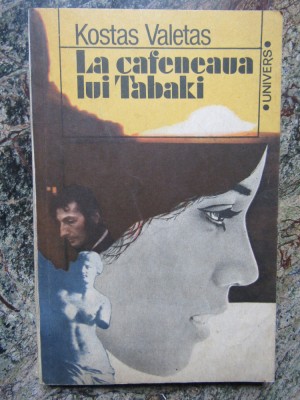 Kostas Valetas
La cafeneaua
lui Tabaki
•UNIVERS•